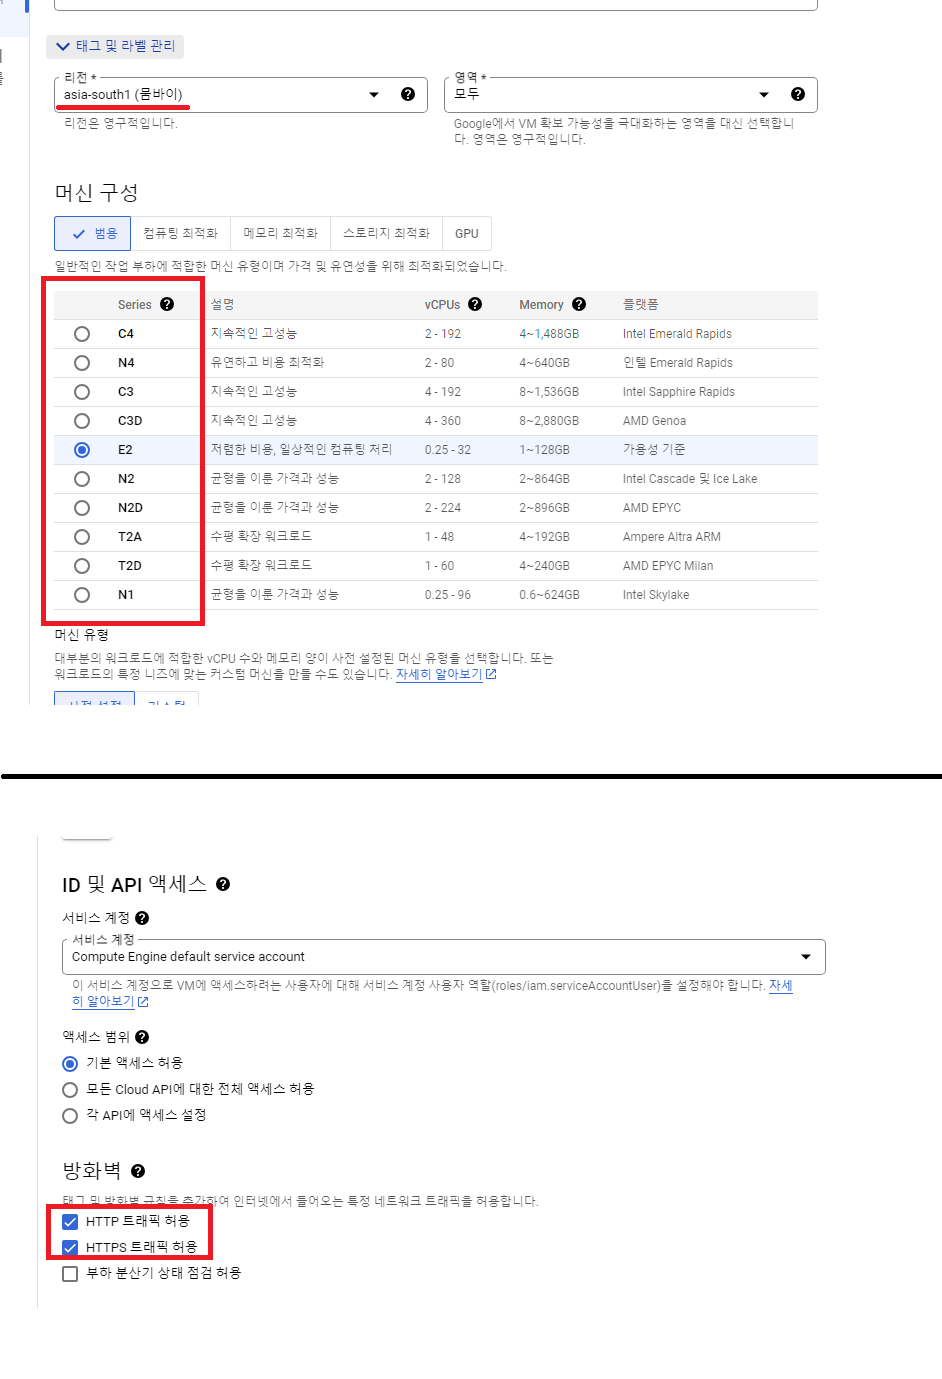 태그 및 라벨 관리
리전 *
asia-south1 (뭄바이)
리전은 영구적입니다.
영역 *
모두
Google에서 VM 확보 가능성을 극대화하는 영역을 대신 선택합니
다. 영역은 영구적입니다.
머신 구성
범용 컴퓨팅 최적화 메모리 최적화 스토리지 최적화 GPU
일반적인 작업 부하에 적합한 머신 유형이며 가격 및 유연성을 위해 최적화되었습니다.
Series 설명 vCPUs Memory 플랫폼
C4 지속적인 고성능 2 - 192 4~1,488GB Intel Emerald Rapids
N4 유연하고 비용 최적화 2 - 80 4~640GB 인텔 Emerald Rapids
C3 지속적인 고성능 4 - 192 8~1,536GB Intel Sapphire Rapids
C3D 지속적인 고성능 4 - 360 8~2,880GB AMD Genoa
E2 저렴한 비용, 일상적인 컴퓨팅 처리 0.25 - 32 1~128GB 가용성 기준
N2 균형을 이룬 가격과 성능 2 - 128 2~864GB Intel Cascade 및 Ice Lake
N2D 균형을 이룬 가격과 성능 2 - 224 2~896GB AMD EPYC
T2A 수평 확장 워크로드 1 - 48 4~192GB Ampere Altra ARM
T2D 수평 확장 워크로드 1 - 60 4~240GB AMD EPYC Milan
N1 균형을 이룬 가격과 성능 0.25 - 96 0.6~624GB Intel Skylake
머신 유형
대부분의 워크로드에 적합한 vCPU 수와 메모리 양이 사전 설정된 머신 유형을 선택합니다. 또는
워크로드의 특정 니즈에 맞는 커스텀 머신을 만들 수도 있습니다. 자세히 알아보기
ID 및 API 액세스
서비스 계정
서비스 계정
Compute Engine default service account
이 서비스 계정으로 VM에 액세스하려는 사용자에 대해 서비스 계정 사용자 역할(roles/iam.serviceAccountUser)을 설정해야 합니다. 자세
히 알아보기
액세스 범위
기본 액세스 허용
모든 Cloud API에 대한 전체 액세스 허용
각 API에 액세스 설정
방화벽
태그 및 방화벽 규칙을 추가하여 인터넷에서 들어오는 특정 네트워크 트래픽을 허용합니다.
HTTP 트래픽 허용
HTTPS 트래픽 허용
부하 분산기 상태 점검 허용